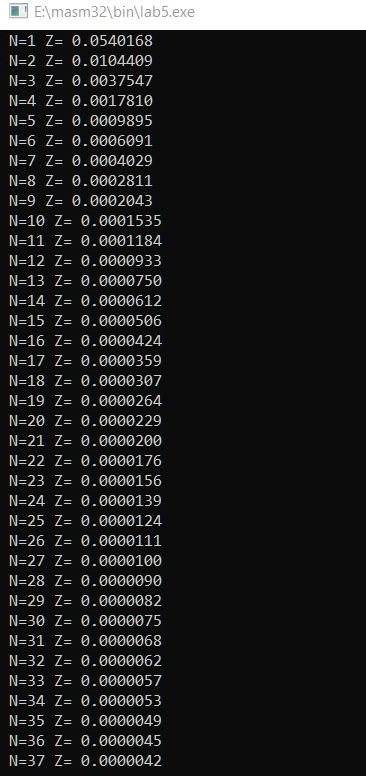 E:\masm32\bin\lab5.exe
N=1 Z= 0.0540168
N=2 Z= 0.0104409
N=3 Z= 0.0037547
N=4 Z= 0.0017810
N=5 Z= 0.0009895
N=6 Z= 0.0006091
N=7 Z= 0.0004029
N=8 Z= 0.0002811
N=9 Z= 0.0002043
N=10 Z= 0.0001535
N=11 Z= 0.0001184
N=12 Z= 0.0000933
N=13 Z= 0.0000750
N=14 Z= 0.0000612
N=15 Z= 0.0000506
N=16 Z= 0.0000424
N=17 Z= 0.0000359
N=18 Z= 0.0000307
N=19 Z= 0.0000264
N=20 Z= 0.0000229
N=21 Z= 0.0000200
N=22 Z= 0.0000176
N=23 Z= 0.0000156
N=24 Z= 0.0000139
N=25 Z= 0.0000124
N=26 Z= 0.0000111
N=27 Z= 0.0000100
N=28 Z= 0.0000090
N=29 Z= 0.0000082
N=30 Z= 0.0000075
N=31 Z= 0.0000068
N=32 Z= 0.0000062
N=33 Z= 0.0000057
N=34 Z= 0.0000053
N=35 Z= 0.0000049
N=36 Z= 0.0000045
N=37 Z= 0.0000042